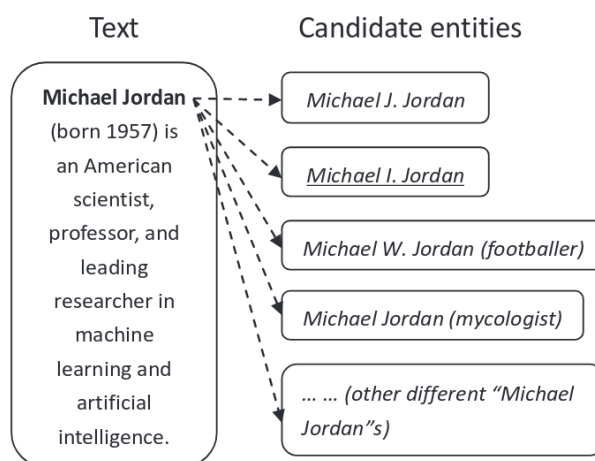 Text
Candidate entities
Michael Jordan
(born 1957) is
an American
scientist,
professor, and
leading
researcher in
machine
learning and
artificial
intelligence.
Michael J. Jordan
Michael I. Jordan
Michael W. Jordan (footballer)
Michael Jordan (mycologist)
... ... (other different “Michael
Jordan”s)